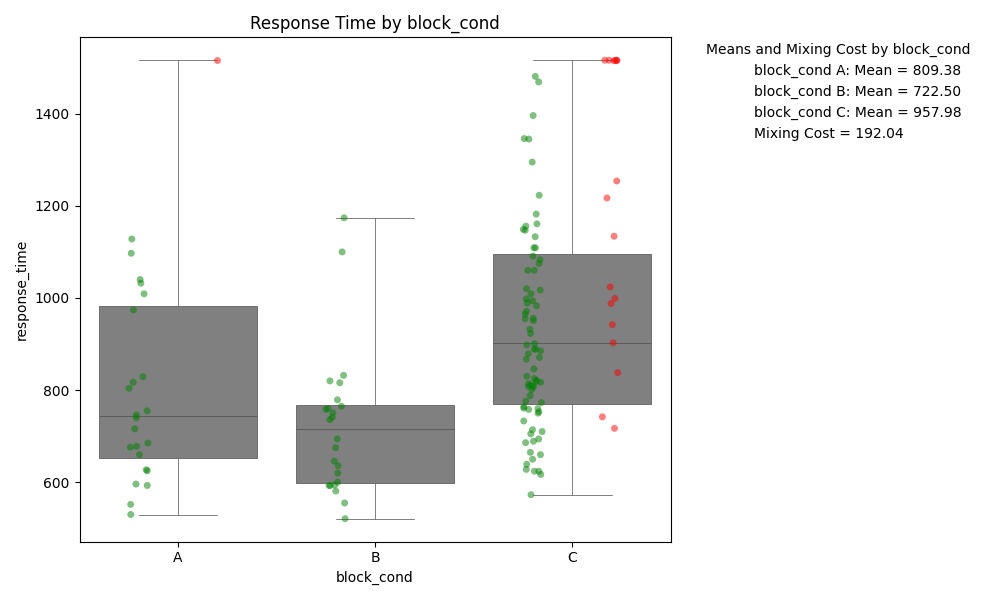 Response Time by block_cond
Means and Mixing Cost by block_cond
block_cond A: Mean = 809.38
block_cond B: Mean = 722.50
block_cond C: Mean = 957.98
Mixing Cost = 192.04
response_time
1400
1200
1000
800
600
A B C
block_cond